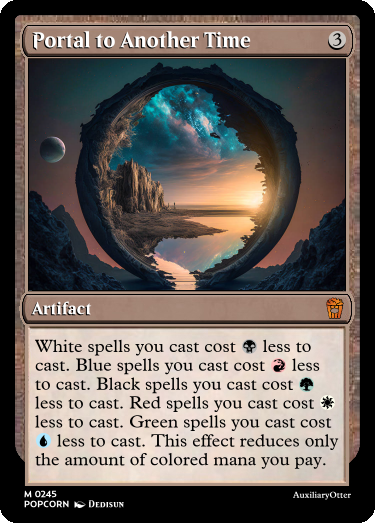 Portal to Another Time 3
Artifact
White spells you cast cost less to
cast. Blue spells you cast cost less
to cast. Black spells you cast cost
less to cast. Red spells you cast cost
less to cast. Green spells you cast cost
less to cast. This effect reduces only
the amount of colored mana you pay.
M 0245
POPCORN Dedisun
AuxiliaryOtter